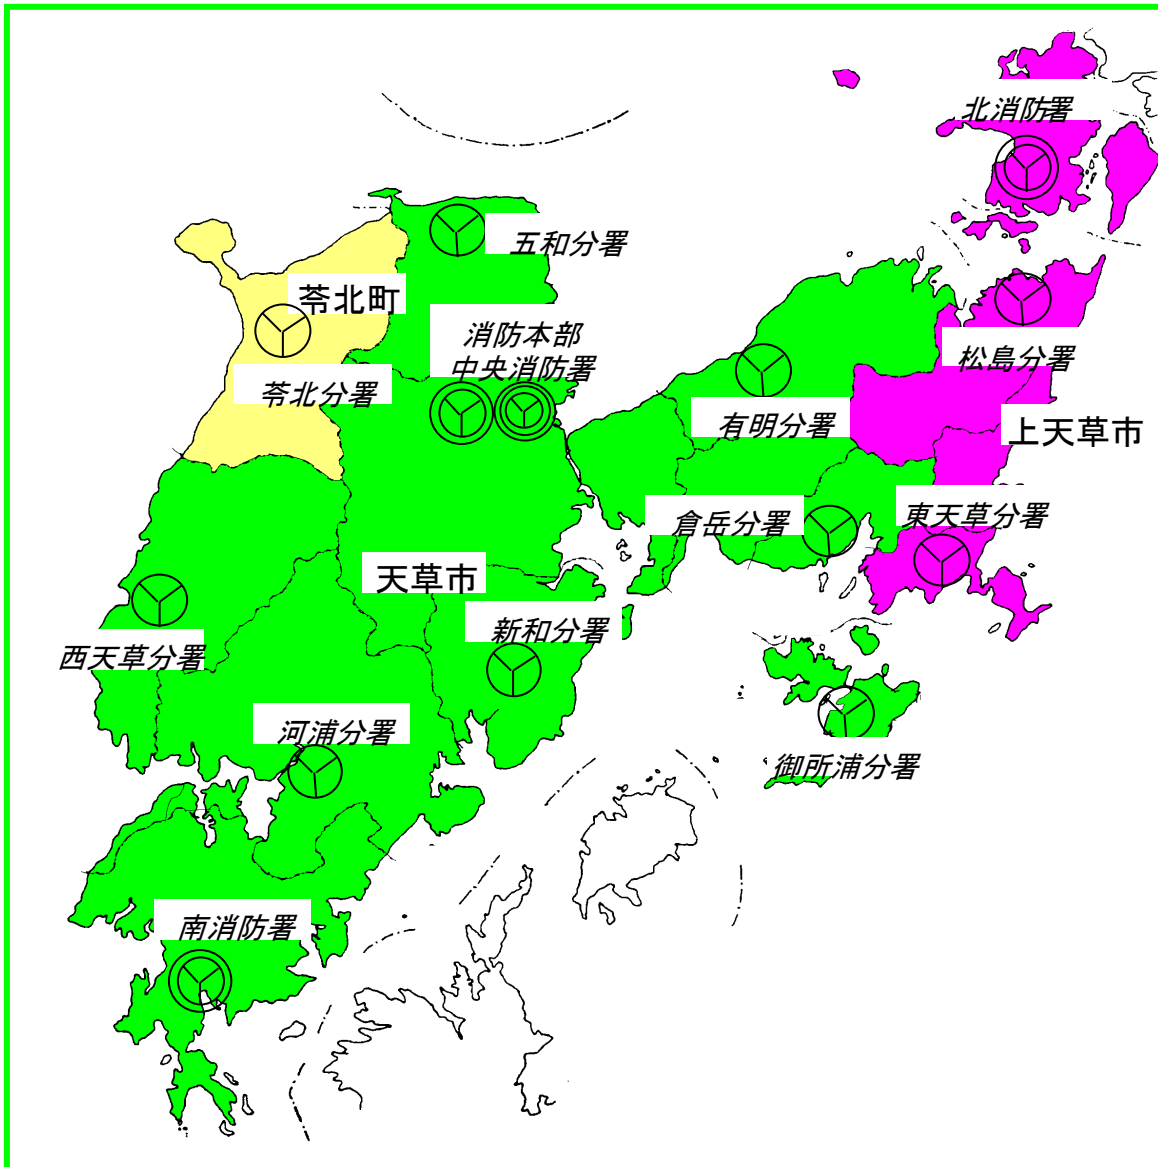 北消防署
五和分署
苓北町
消防本部
中央消防署
松島分署
苓北分署
有明分署
上天草市
倉岳分署
東天草分署
天草市
新和分署
西天草分署
河浦分署
御所浦分署
南消防署